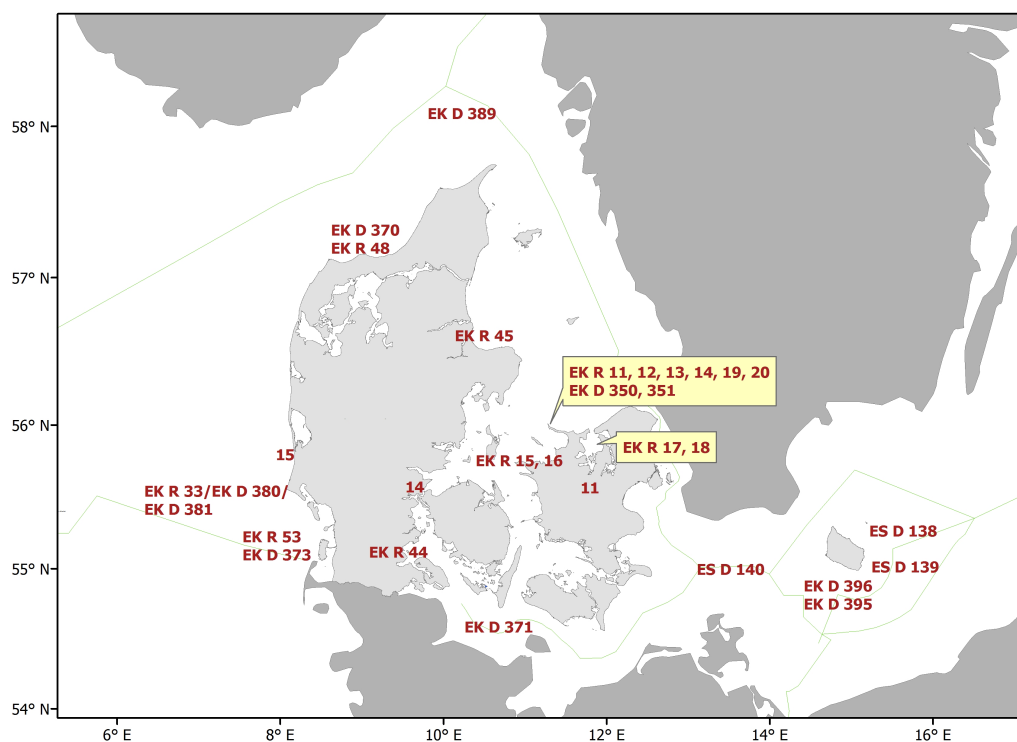 58° N
EK D 389
EK D 370
EK R 48
57° N
EK R 45
EK R 11, 12, 13, 14, 19, 20
EK D 350, 351
56° N
EK R 17, 18
15
EK R 15, 16
14
11
EK R 33/EK D 380/
EK D 381
ES D 138
EK R 53
EK D 373
EK R 44
55° N
ES D 140
ES D 139
EK D 396
EK D 395
EK D 371
54° N
6° E
8° E
10° E
12° E
14° E
16° E